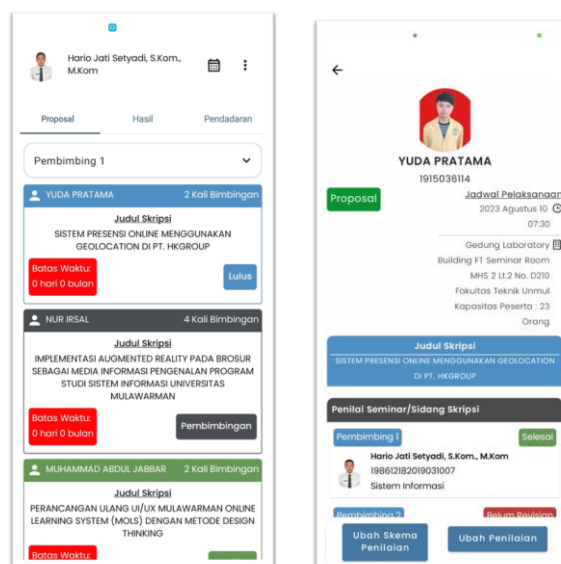 Hario Jati Setyadi, S.Kom.,
M.Kom
Proposal Hasil Pendadaran
Pembimbing 1
YUDA PRATAMA 2 Kali Bimbingan
Judul Skripsi
SISTEM PRESENSI ONLINE MENGGUNAKAN
GEOLOCATION DI PT. HKGROUP
Batas Waktu:
0 hari 0 bulan
Lulus
NUR IRSAL 4 Kali Bimbingan
Judul Skripsi
IMPLEMENTASI AUGMENTED REALITY PADA BROSUR
SEBAGAI MEDIA INFORMASI PENGENALAN PROGRAM
STUDI SISTEM INFORMASI UNIVERSITAS
MULAWARMAN
Batas Waktu:
0 hari 0 bulan
Pembimbingan
MUHAMMAD ABDUL JABBAR 2 Kali Bimbingan
Judul Skripsi
PERANCANGAN ULANG UI/UX MULAWARMAN ONLINE
LEARNING SYSTEM (MOLS) DENGAN METODE DESIGN
THINKING
Batas Waktu:
YUDA PRATAMA
1915036114
Proposal
Jadwal Pelaksanaan
2023 Agustus 10
07:30
Gedung Laboratory
Building FT Seminar Room
MHS 2 Lt.2 No. D210
Fakultas Teknik Unmul
Kapasitas Peserta : 23
Orang
Judul Skripsi
SISTEM PRESENSI ONLINE MENGGUNAKAN GEOLOCATION
DI PT. HKGROUP
Penilai Seminar/Sidang Skripsi
Pembimbing 1 Selesai
Hario Jati Setyadi, S.Kom., M.Kom
198612182019031007
Sistem Informasi
Pembimbing 2 Belum Revisian
Ubah Skema
Penilaian
Ubah Penilaian